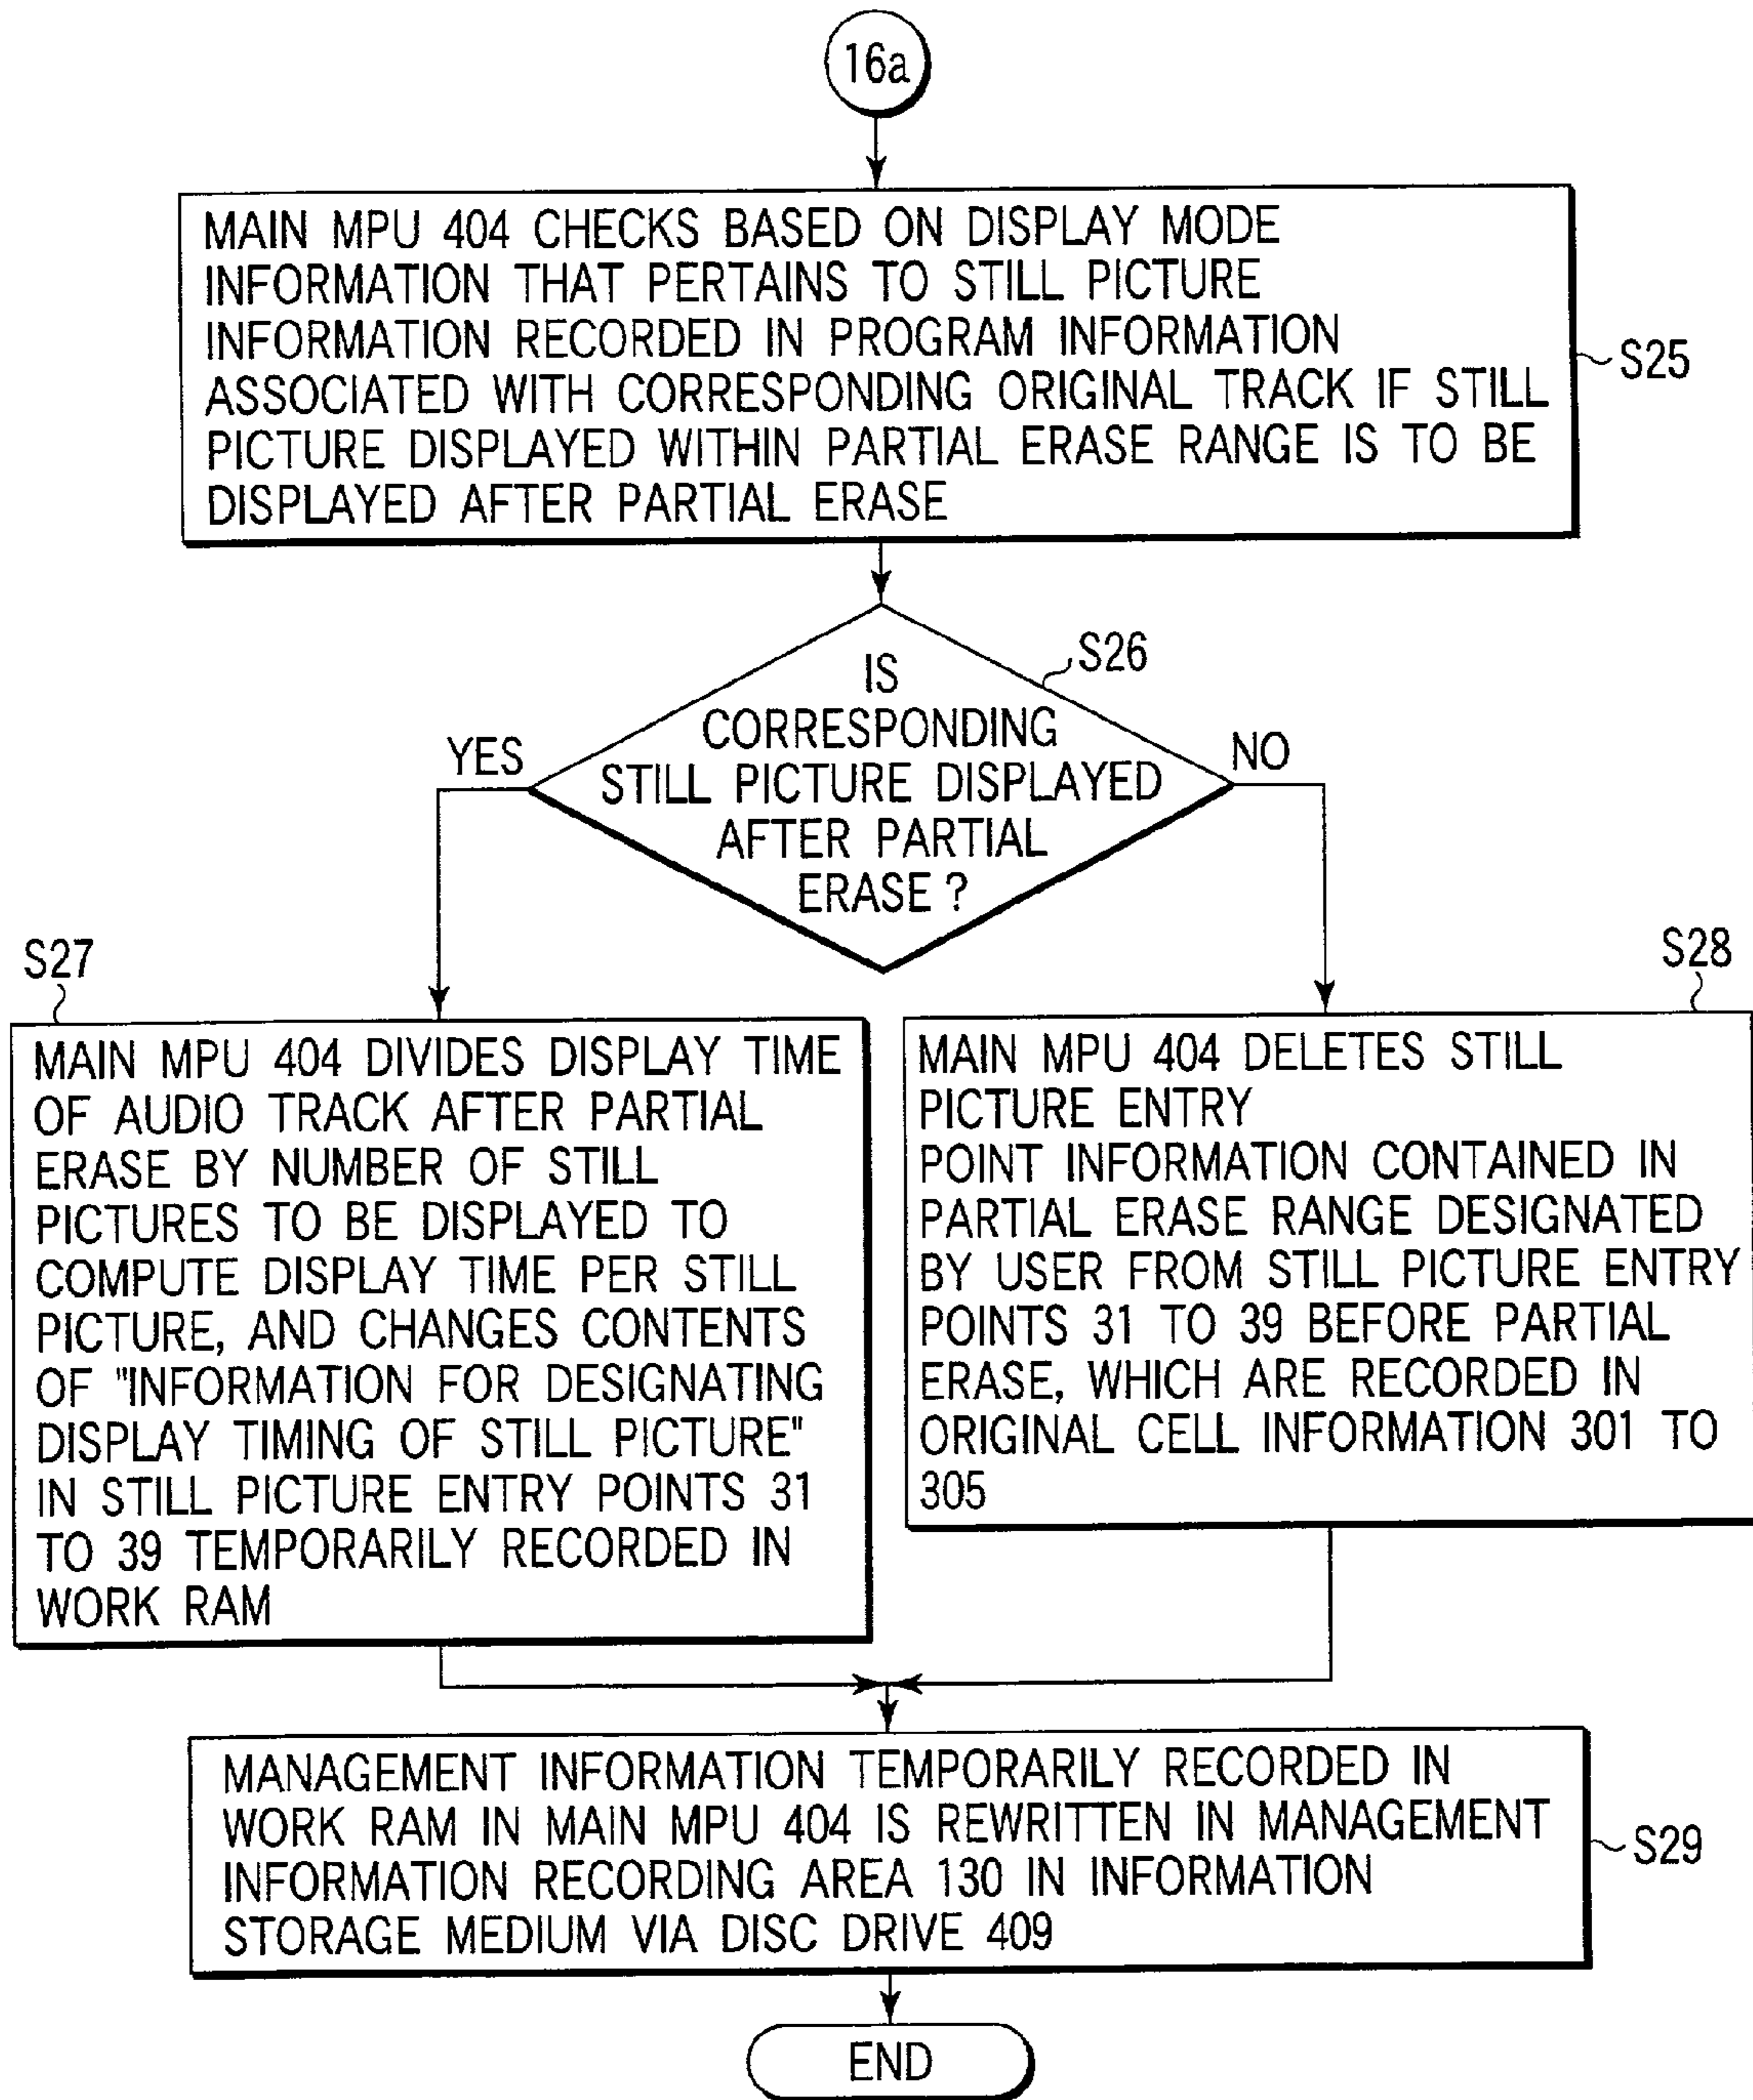 16a
MAIN MPU 404 CHECKS BASED ON DISPLAY MODE
INFORMATION THAT PERTAINS TO STILL PICTURE
INFORMATION RECORDED IN PROGRAM INFORMATION
ASSOCIATED WITH CORRESPONDING ORIGINAL TRACK IF STILL
PICTURE DISPLAYED WITHIN PARTIAL ERASE RANGE IS TO BE
DISPLAYED AFTER PARTIAL ERASE
S25
S26
IS
CORRESPONDING
STILL PICTURE DISPLAYED
AFTER PARTIAL
ERASE?
YES
NO
S27
MAIN MPU 404 DIVIDES DISPLAY TIME
OF AUDIO TRACK AFTER PARTIAL
ERASE BY NUMBER OF STILL
PICTURES TO BE DISPLAYED TO
COMPUTE DISPLAY TIME PER STILL
PICTURE, AND CHANGES CONTENTS
OF "INFORMATION FOR DESIGNATING
DISPLAY TIMING OF STILL PICTURE"
IN STILL PICTURE ENTRY POINTS 31
TO 39 TEMPORARILY RECORDED IN
WORK RAM
S28
MAIN MPU 404 DELETES STILL
PICTURE ENTRY
POINT INFORMATION CONTAINED IN
PARTIAL ERASE RANGE DESIGNATED
BY USER FROM STILL PICTURE ENTRY
POINTS 31 TO 39 BEFORE PARTIAL
ERASE, WHICH ARE RECORDED IN
ORIGINAL CELL INFORMATION 301 TO
305
MANAGEMENT INFORMATION TEMPORARILY RECORDED IN
WORK RAM IN MAIN MPU 404 IS REWRITTEN IN MANAGEMENT
INFORMATION RECORDING AREA 130 IN INFORMATION
STORAGE MEDIUM VIA DISC DRIVE 409
S29
END